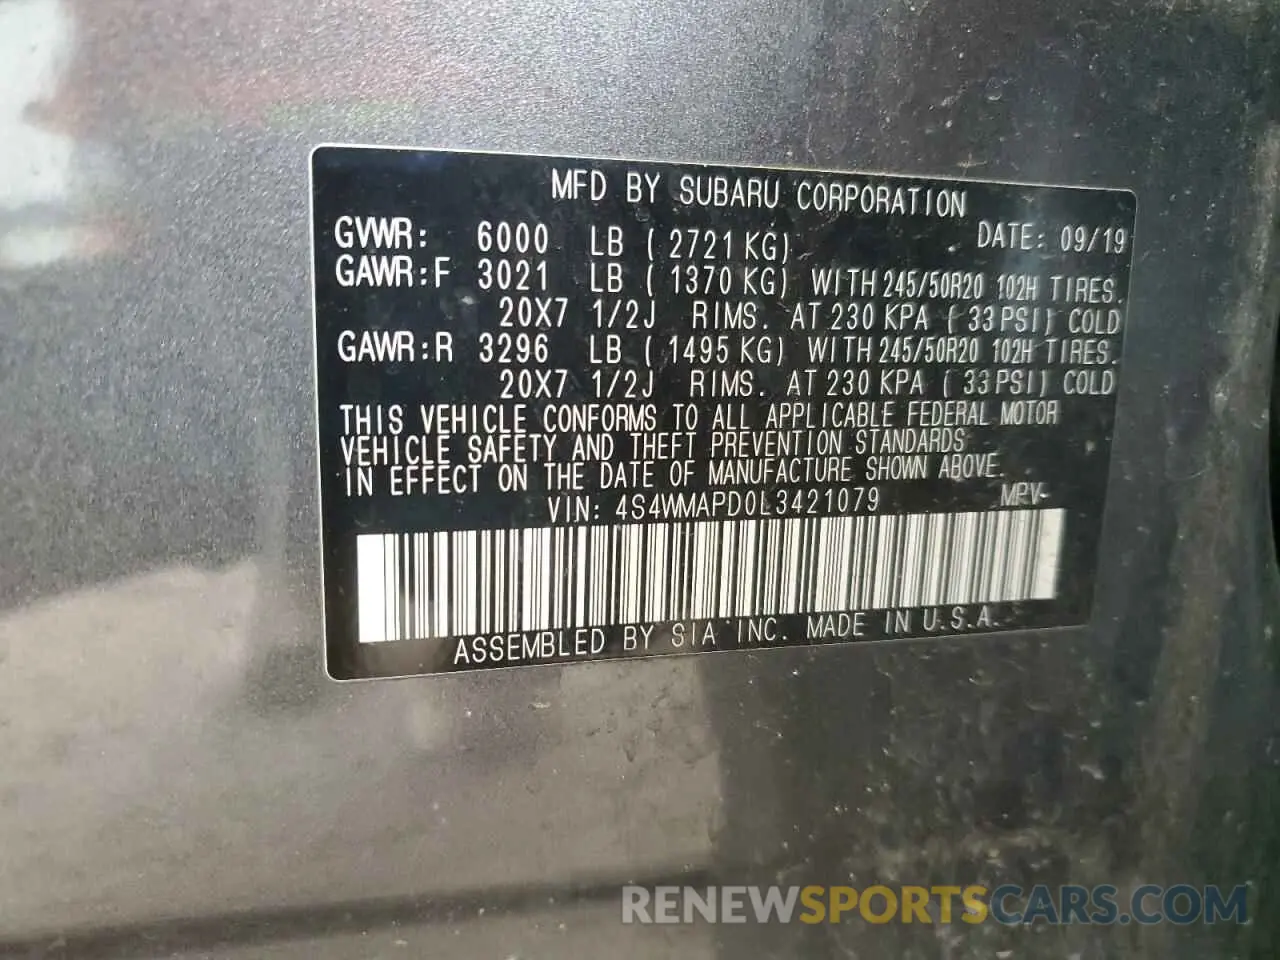 MFD BY SUBARU CORPORATION
GVWR: 6000 LB ( 2721 KG) DATE: 09/19
GAWR:F 3021 LB ( 1370 KG) WITH 245/50R20 102H TIRES.
20X7 1/2J RIMS. AT 230 KPA ( 33 PSI) COLD
GAWR:R 3296 LB ( 1495 KG) WITH 245/50R20 102H TIRES.
20X7 1/2J RIMS. AT 230 KPA ( 33 PSI) COLD
THIS VEHICLE CONFORMS TO ALL APPLICABLE FEDERAL MOTOR
VEHICLE SAFETY AND THEFT PREVENTION STANDARDS
IN EFFECT ON THE DATE OF MANUFACTURE SHOWN ABOVE.
VIN: 4S4WMAPD0L3421079 MPV
ASSEMBLED BY SIA INC. MADE IN U.S.A.
RENEWSPORTSCARS.COM